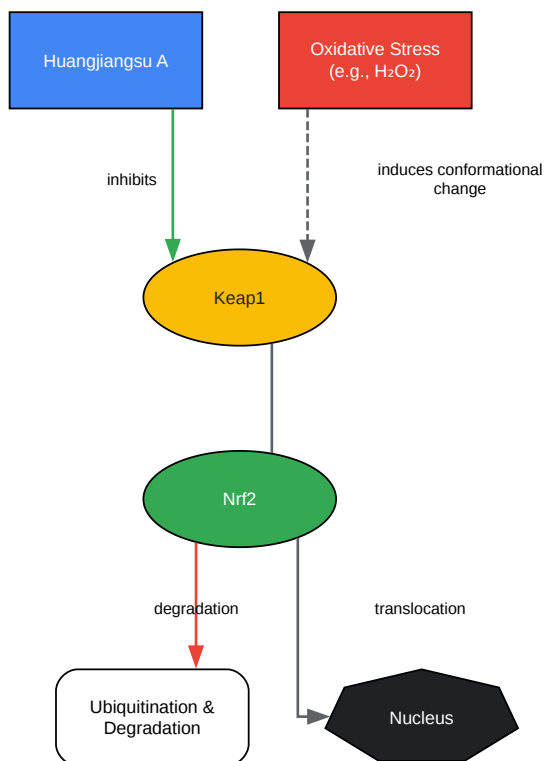 Huangjiangsu A
Oxidative Stress
(e.g., H₂O₂)
inhibits
induces conformational
change
Keap1
Nrf2
degradation
translocation
Ubiquitination &
Degradation
Nucleus